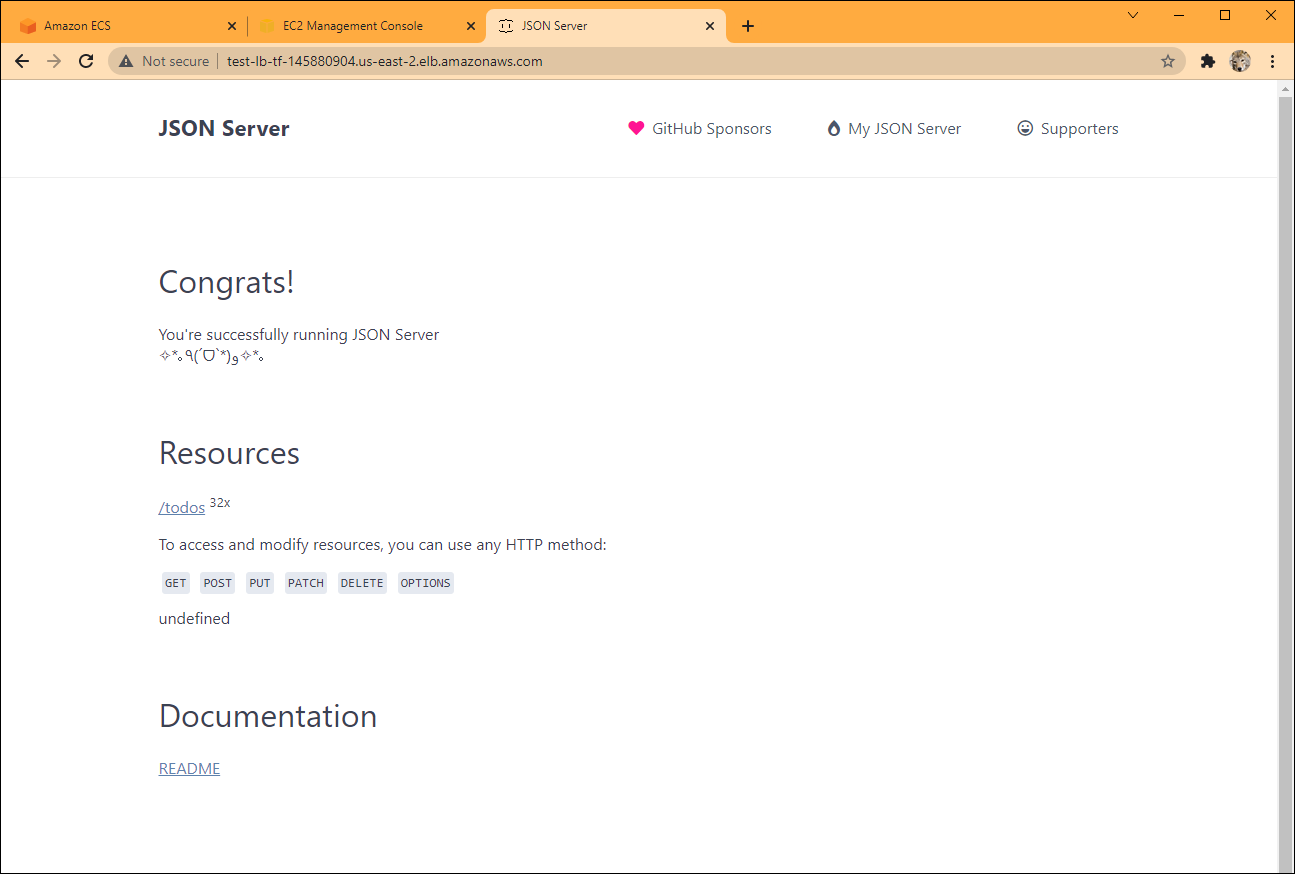 Amazon ECS
EC2 Management Console
JSON Server
Not secure
test-lb-tf-145880904.us-east-2.elb.amazonaws.com
JSON Server
GitHub Sponsors
My JSON Server
Supporters
Congrats!
You're successfully running JSON Server
✧*｡٩(ˊᗜˋ*)و✧*｡
Resources
/todos 32x
To access and modify resources, you can use any HTTP method:
GET POST PUT PATCH DELETE OPTIONS
undefined
Documentation
README